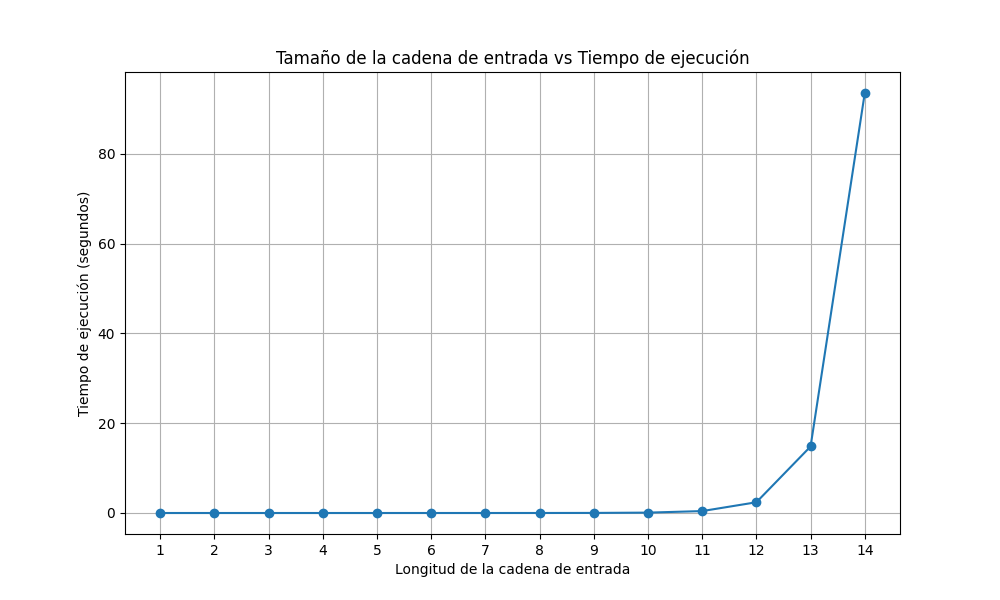 Tamaño de la cadena de entrada vs Tiempo de ejecución
Tiempo de ejecución (segundos)
80
60
40
20
0
1 2 3 4 5 6 7 8 9 10 11 12 13 14
Longitud de la cadena de entrada